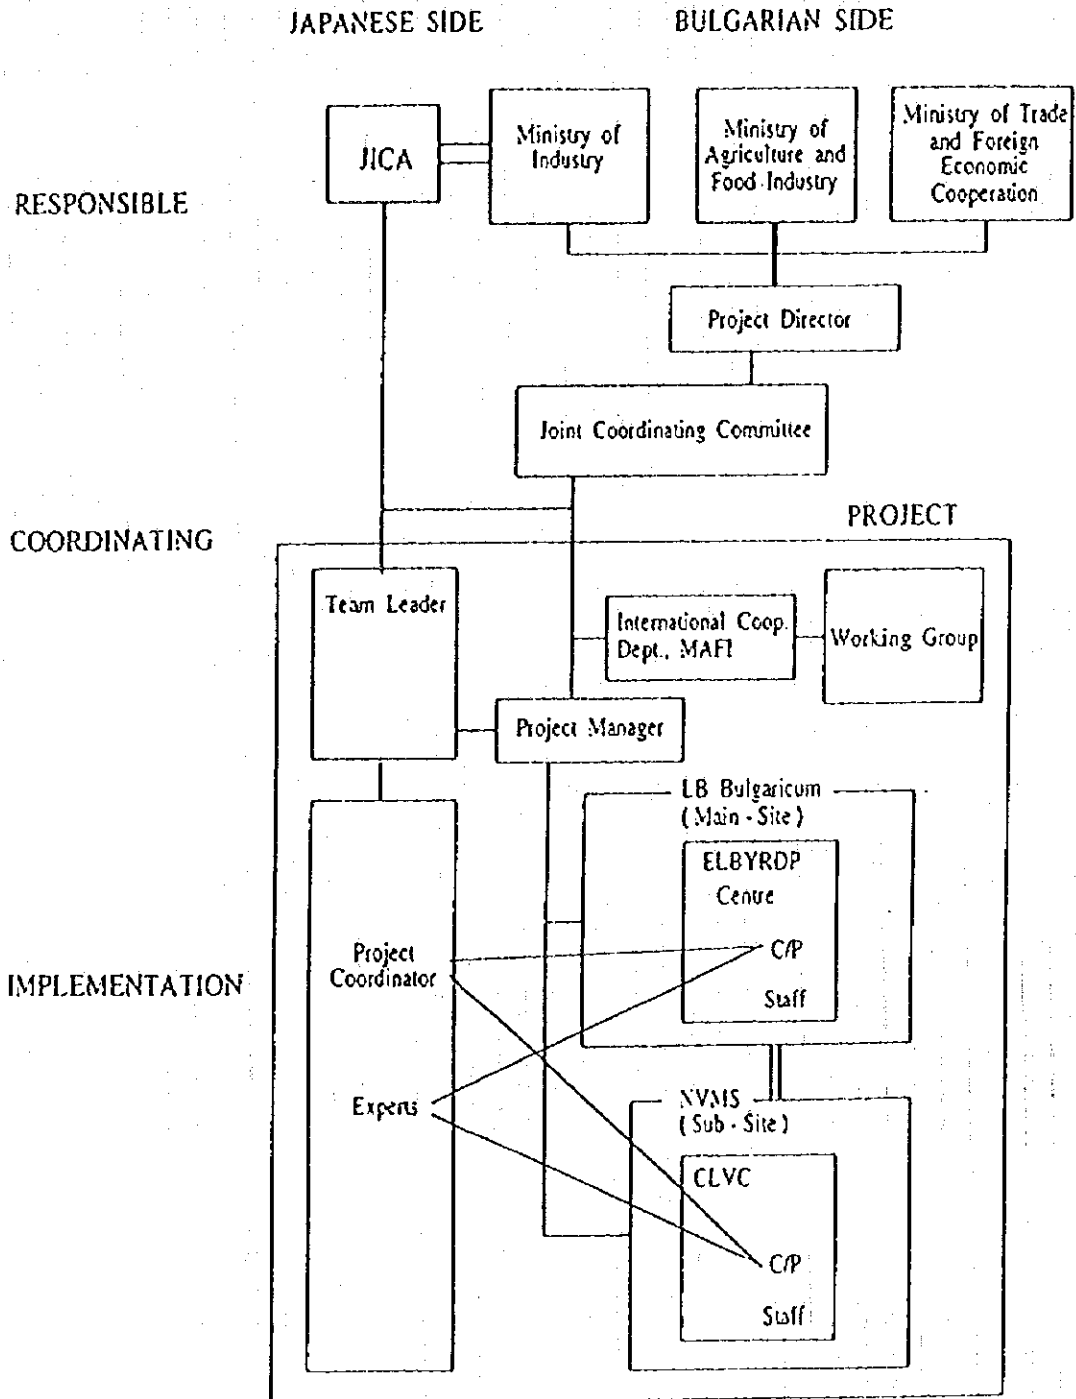 JAPANESE SIDE
BULGARIAN SIDE
RESPONSIBLE
JICA
Ministry of
Industry
Ministry of
Agriculture and
Food Industry
Ministry of Trade
and Foreign
Economic
Cooperation
Project Director
Joint Coordinating Committee
COORDINATING
PROJECT
Team Leader
International Coop.
Dept., MAFI
Working Group
Project Manager
LB Bulgaricum
( Main - Site )
ELBYRDP
Centre
C/P
Staff
IMPLEMENTATION
Project
Coordinator
Experts
NVMS
( Sub - Site )
CLVC
C/P
Staff